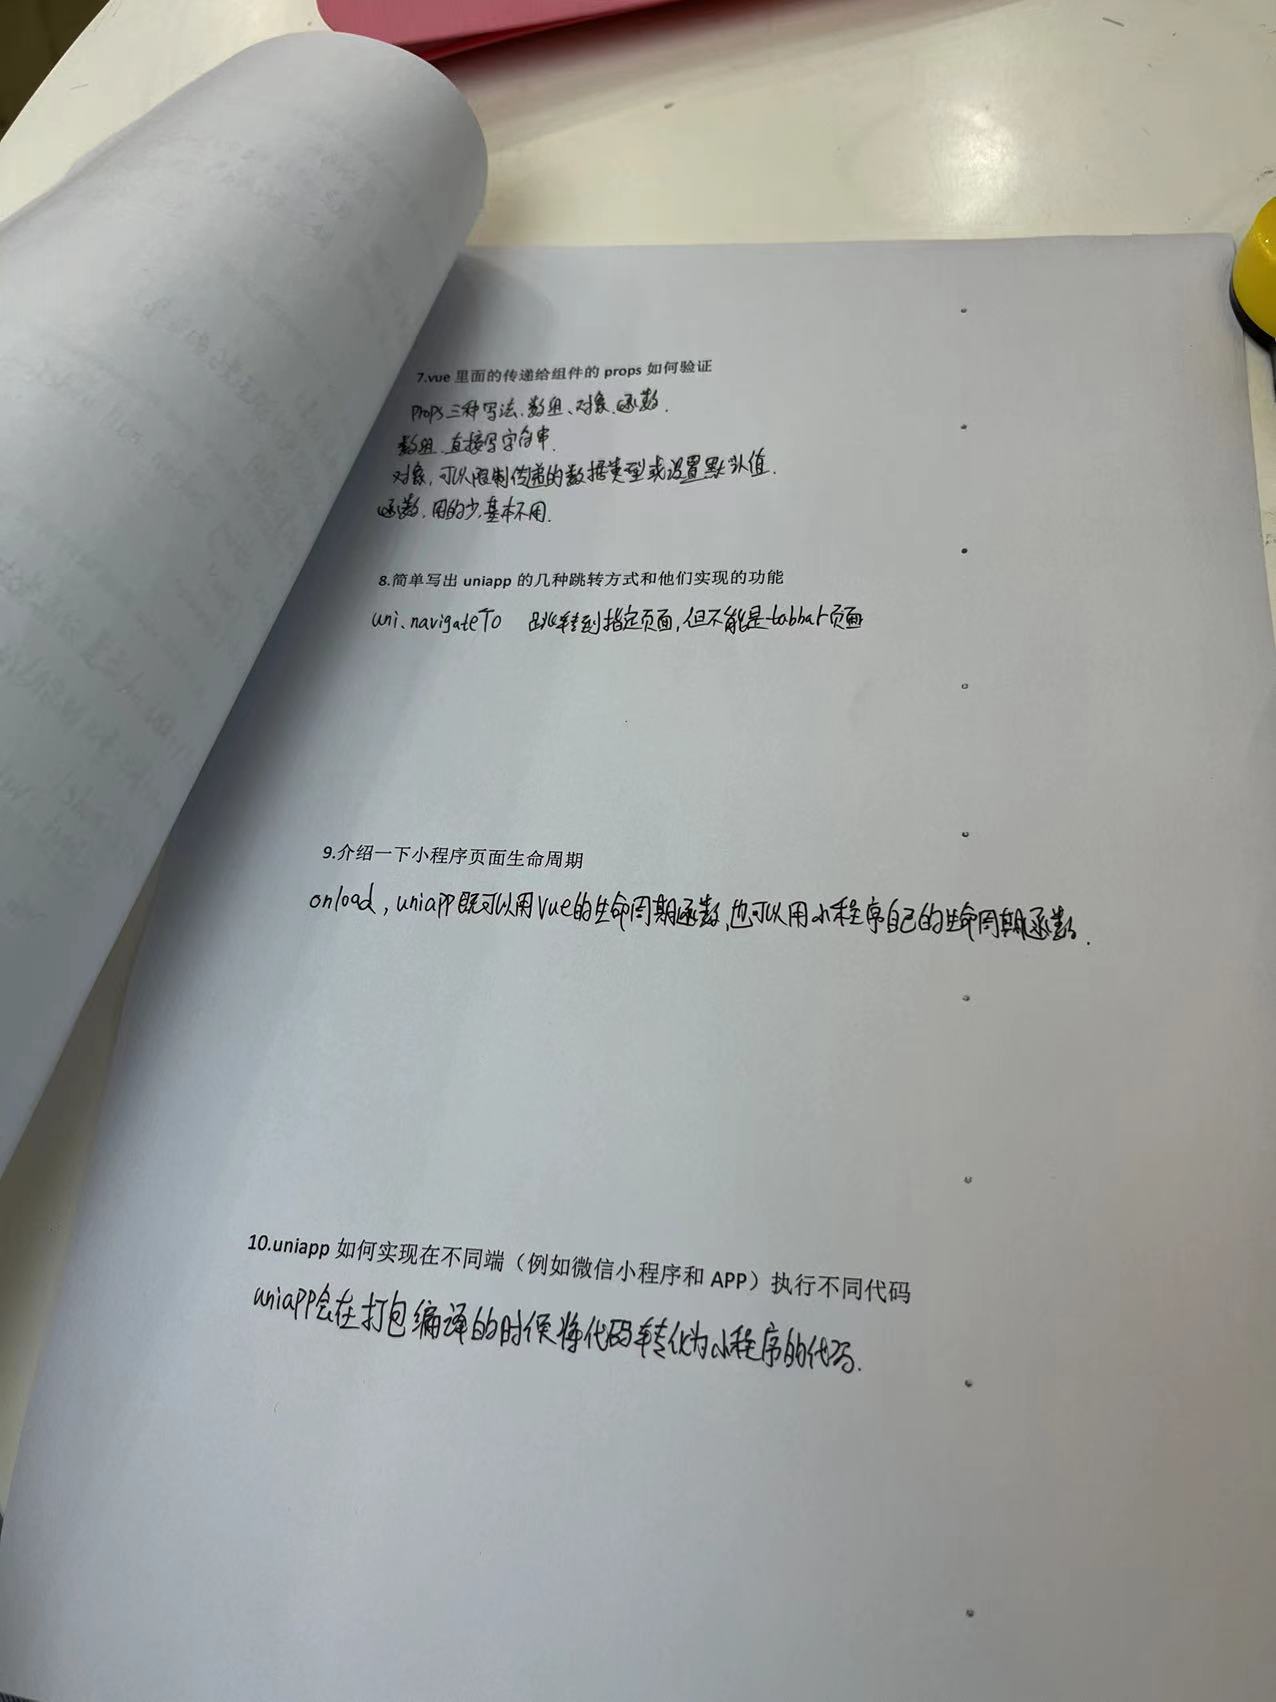 7.vue 里面的传递给组件的 props 如何验证
props三种写法、数组、对象、函数.
数组、直接写字符串.
对象,可以限制传递的数据类型或设置默认值.
函数,用的少,基本不用.
8.简单写出 uniapp 的几种跳转方式和他们实现的功能
uni.navigateTo 跳转到指定页面,但不能是tabbar页面
9.介绍一下小程序页面生命周期
onload,uniapp既可以用vue的生命周期函数,也可以用小程序自己的生命周期函数.
10.uniapp 如何实现在不同端（例如微信小程序和 APP）执行不同代码
uniapp会在打包编译的时候将代码转化为小程序的代码.